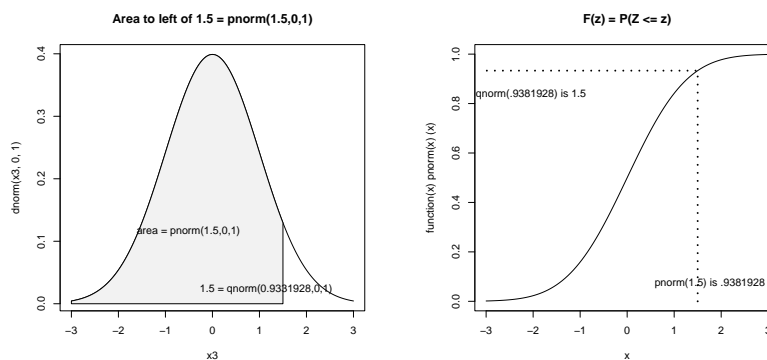 Area to left of 1.5 = pnorm(1.5,0,1)
dnorm(x3, 0, 1)
0.4
0.3
0.2
0.1
0.0
area = pnorm(1.5,0,1)
1.5 = qnorm(0.9331928,0,1)
−3 −2 −1 0 1 2 3
x3
F(z) = P(Z <= z)
function(x) pnorm(x) (x)
1.0
0.8
0.6
0.4
0.2
0.0
qnorm(.9381928) is 1.5
pnorm(1.5) is .9381928
−3 −2 −1 0 1 2 3
x